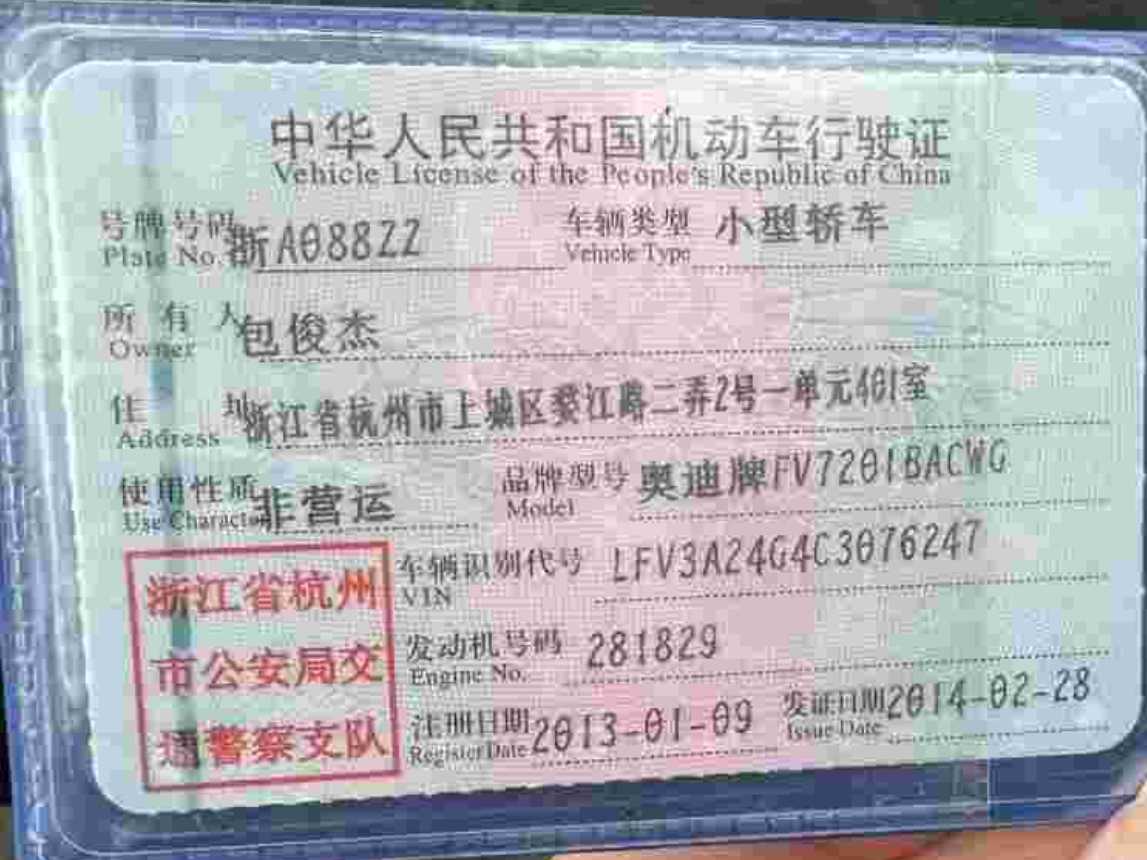 中华人民共和国机动车行驶证
Vehicle License of the People's Republic of China
号牌号码 浙A088Z2 车辆类型 小型轿车
Plate No. Vehicle Type
所有人 包俊杰
Owner
住址 浙江省杭州市上城区婺江路二弄2号一单元401室
Address
使用性质 非营运 品牌型号 奥迪牌FV7201BACWG
Use Character Model
浙江省杭州
市公安局交
通警察支队
车辆识别代号 LFV3A24G4C3076247
VIN
发动机号码 281829
Engine No.
注册日期 2013-01-09 发证日期 2014-02-28
Register Date Issue Date